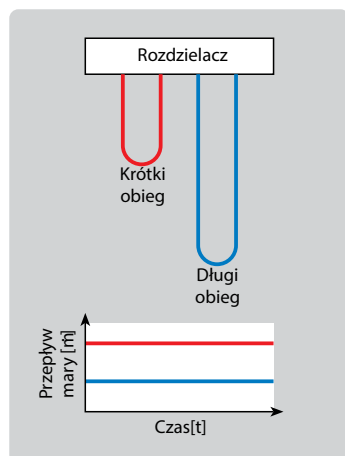 Rozdzielacz
Krótki
obieg
Długi
obieg
Przepływ
mary [ṁ]
Czas[t]